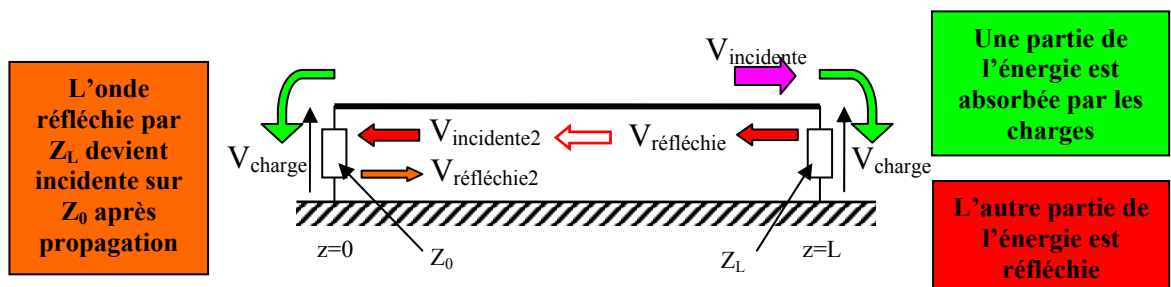 L’onde
réfléchie par
Z_L devient
incidente sur
Z_0 après
propagation
V_incidente
V_charge
V_incidente2
V_réfléchie
V_réfléchie2
V_charge
z=0
Z_0
Z_L
z=L
Une partie de
l’énergie est
absorbée par les
charges
L’autre partie de
l’énergie est
réfléchie